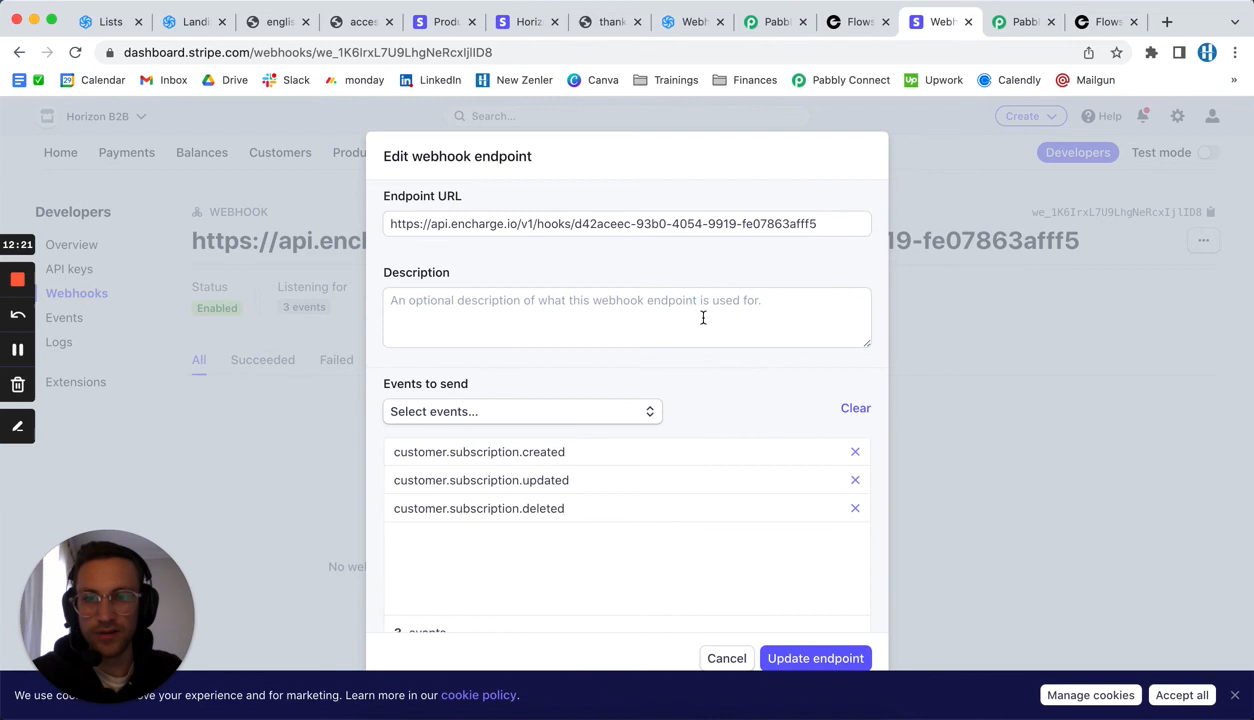 Lists
Landi
englis
acces
Produ
Horiz
thank
Webh
Pabbl
Flows
Webh
Pabbl
Flows
dashboard.stripe.com/webhooks/we_1K6IrxL7U9LhgNeRcxIjlID8
Calendar
Inbox
Drive
Slack
monday
LinkedIn
New Zenler
Canva
Trainings
Finances
Pabbly Connect
Upwork
Calendly
Mailgun
»
Horizon B2B
Search...
Create
Help
Home
Payments
Balances
Customers
Produ
Developers
Test mode
Developers
Overview
API keys
Webhooks
Events
Logs
Extensions
12:21
WEBHOOK
we_1K6IrxL7U9LhgNeRcxIjlID8
https://api.encl
19-fe07863afff5
Status
Enabled
Listening for
3 events
All
Succeeded
Failed
No wel
Edit webhook endpoint
Endpoint URL
https://api.encharge.io/v1/hooks/d42aceec-93b0-4054-9919-fe07863afff5
Description
An optional description of what this webhook endpoint is used for.
Events to send
Select events...
Clear
customer.subscription.created
customer.subscription.updated
customer.subscription.deleted
3 events
Cancel
Update endpoint
We use coo
ve your experience and for marketing. Learn more in our cookie policy.
Manage cookies
Accept all